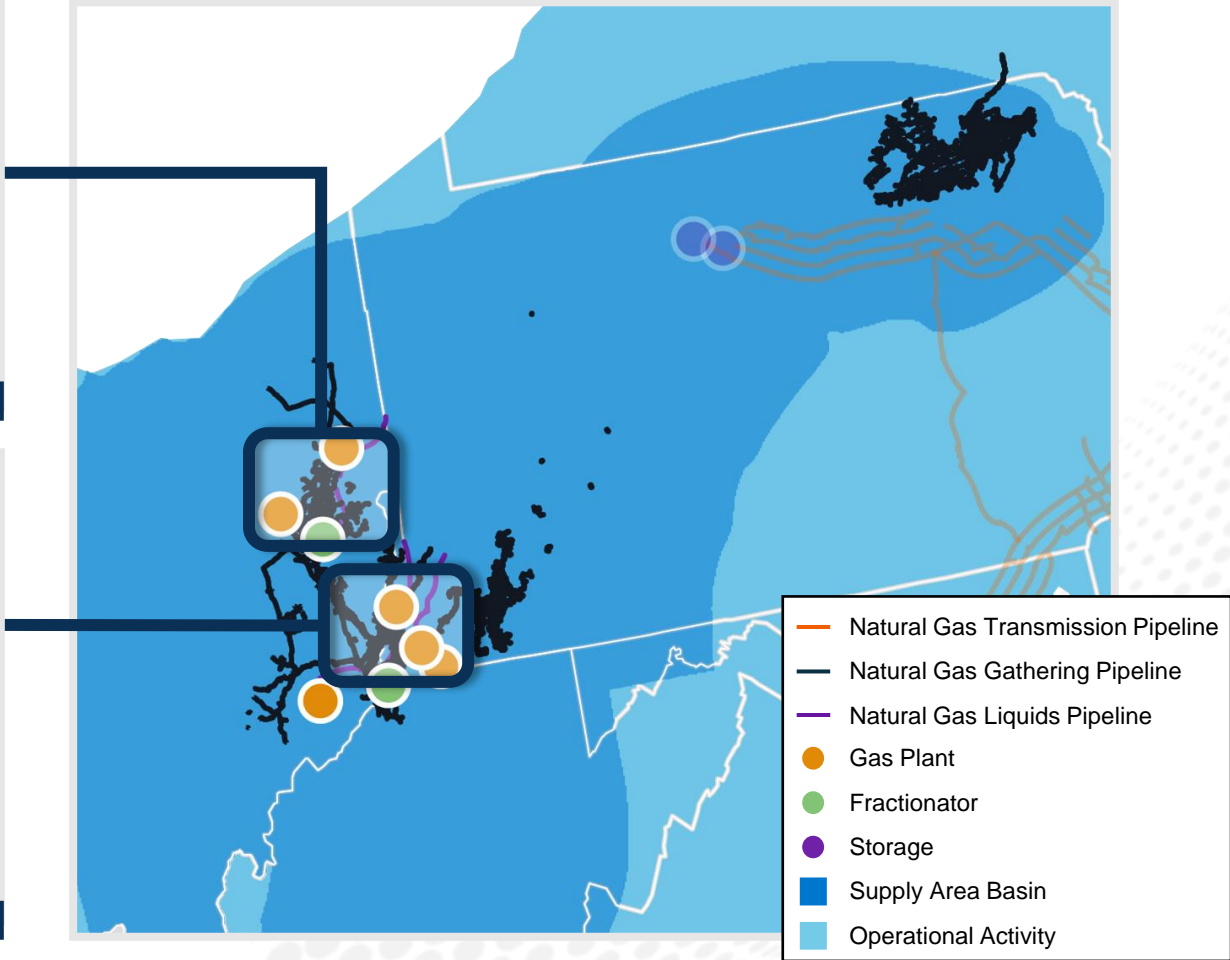 Natural Gas Transmission Pipeline
Natural Gas Gathering Pipeline
Natural Gas Liquids Pipeline
Gas Plant
Fractionator
Storage
Supply Area Basin
Operational Activity